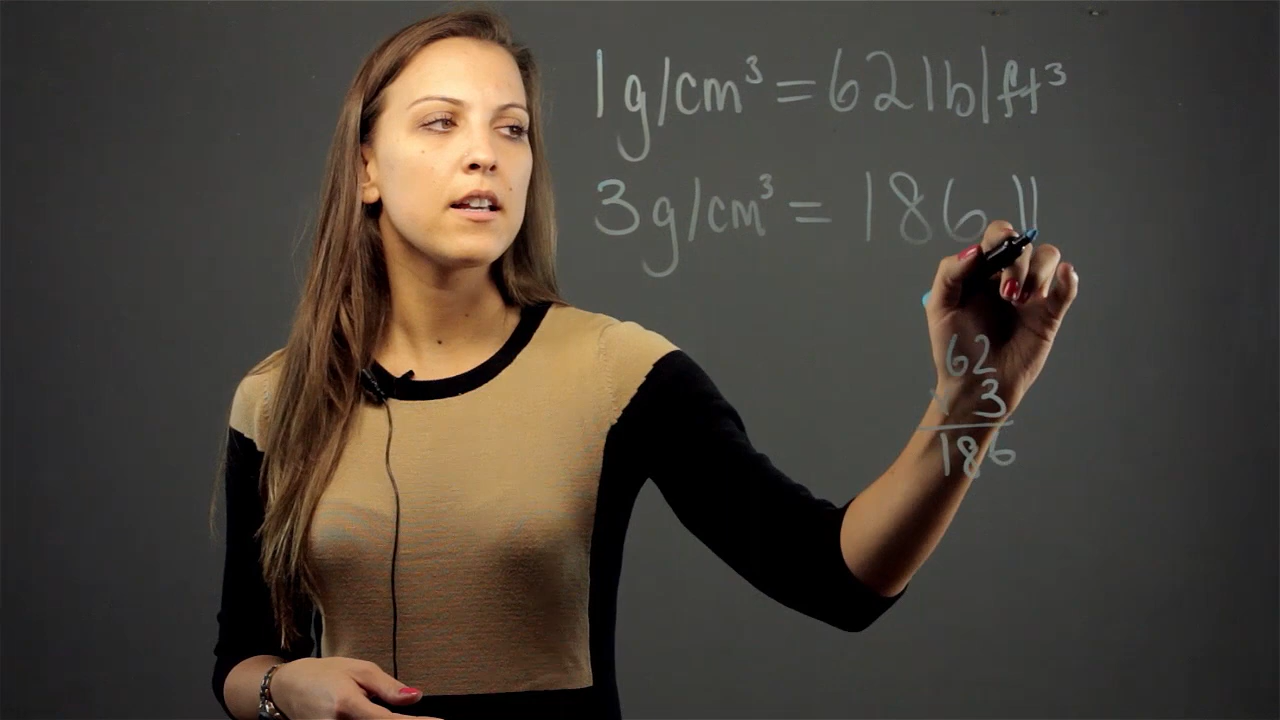 1 g/cm³ = 62 lb/ft³
3 g/cm³ = 186 l
62
× 3
186